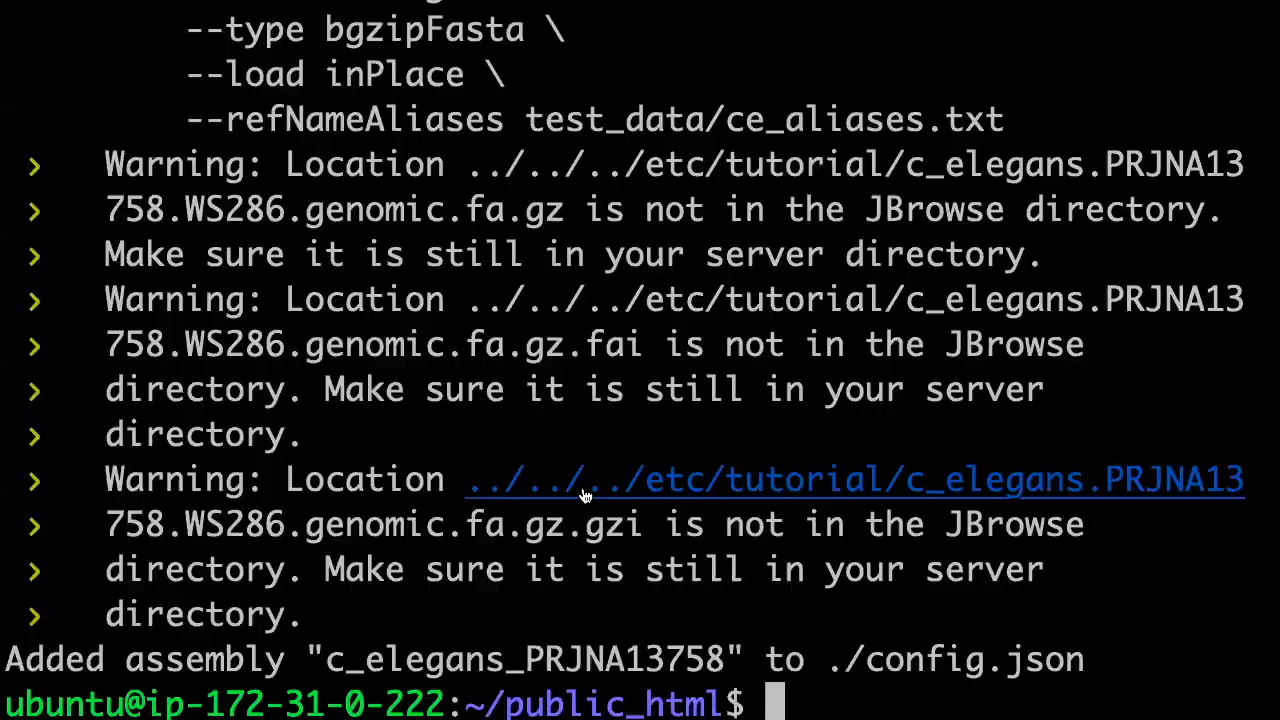 --type bgzipFasta \
--load inPlace \
--refNameAliases test_data/ce_aliases.txt
›   Warning: Location ../../../etc/tutorial/c_elegans.PRJNA13
›   758.WS286.genomic.fa.gz is not in the JBrowse directory.
›   Make sure it is still in your server directory.
›   Warning: Location ../../../etc/tutorial/c_elegans.PRJNA13
›   758.WS286.genomic.fa.gz.fai is not in the JBrowse
›   directory. Make sure it is still in your server
›   directory.
›   Warning: Location ../../../etc/tutorial/c_elegans.PRJNA13
›   758.WS286.genomic.fa.gz.gzi is not in the JBrowse
›   directory. Make sure it is still in your server
›   directory.
Added assembly "c_elegans_PRJNA13758" to ./config.json
ubuntu@ip-172-31-0-222:~/public_html$